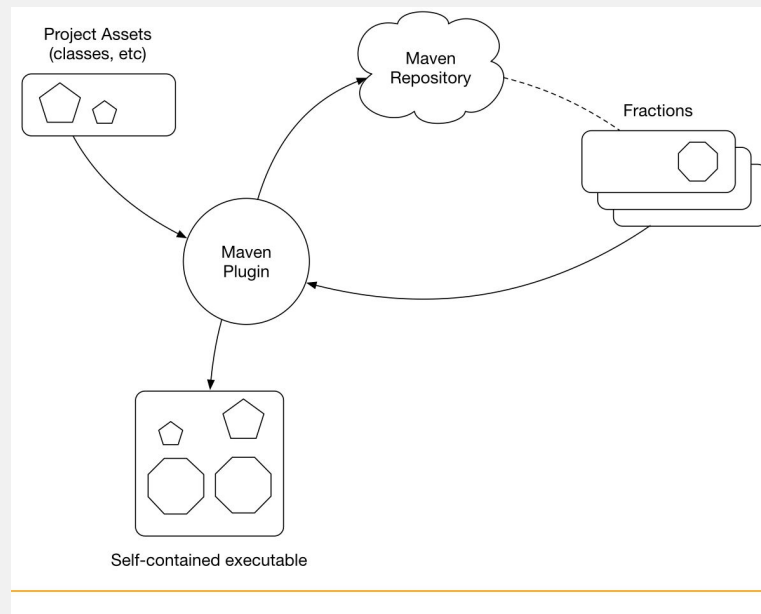 Project Assets
(classes, etc)
Maven
Repository
Fractions
Maven
Plugin
Self-contained executable